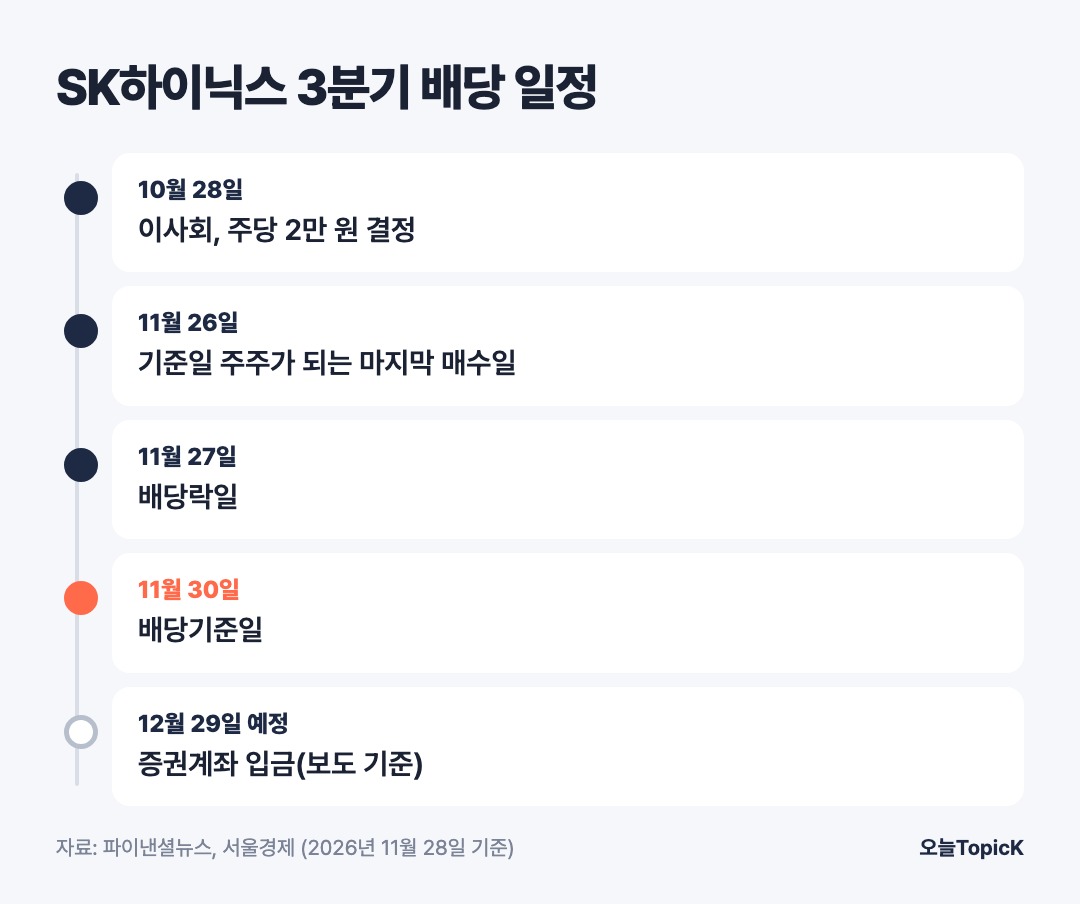 SK하이닉스 3분기 배당 일정
10월 28일
이사회, 주당 2만 원 결정
11월 26일
기준일 주주가 되는 마지막 매수일
11월 27일
배당락일
11월 30일
배당기준일
12월 29일 예정
증권계좌 입금(보도 기준)
자료: 파이낸셜뉴스, 서울경제 (2026년 11월 28일 기준)
오늘TopicK